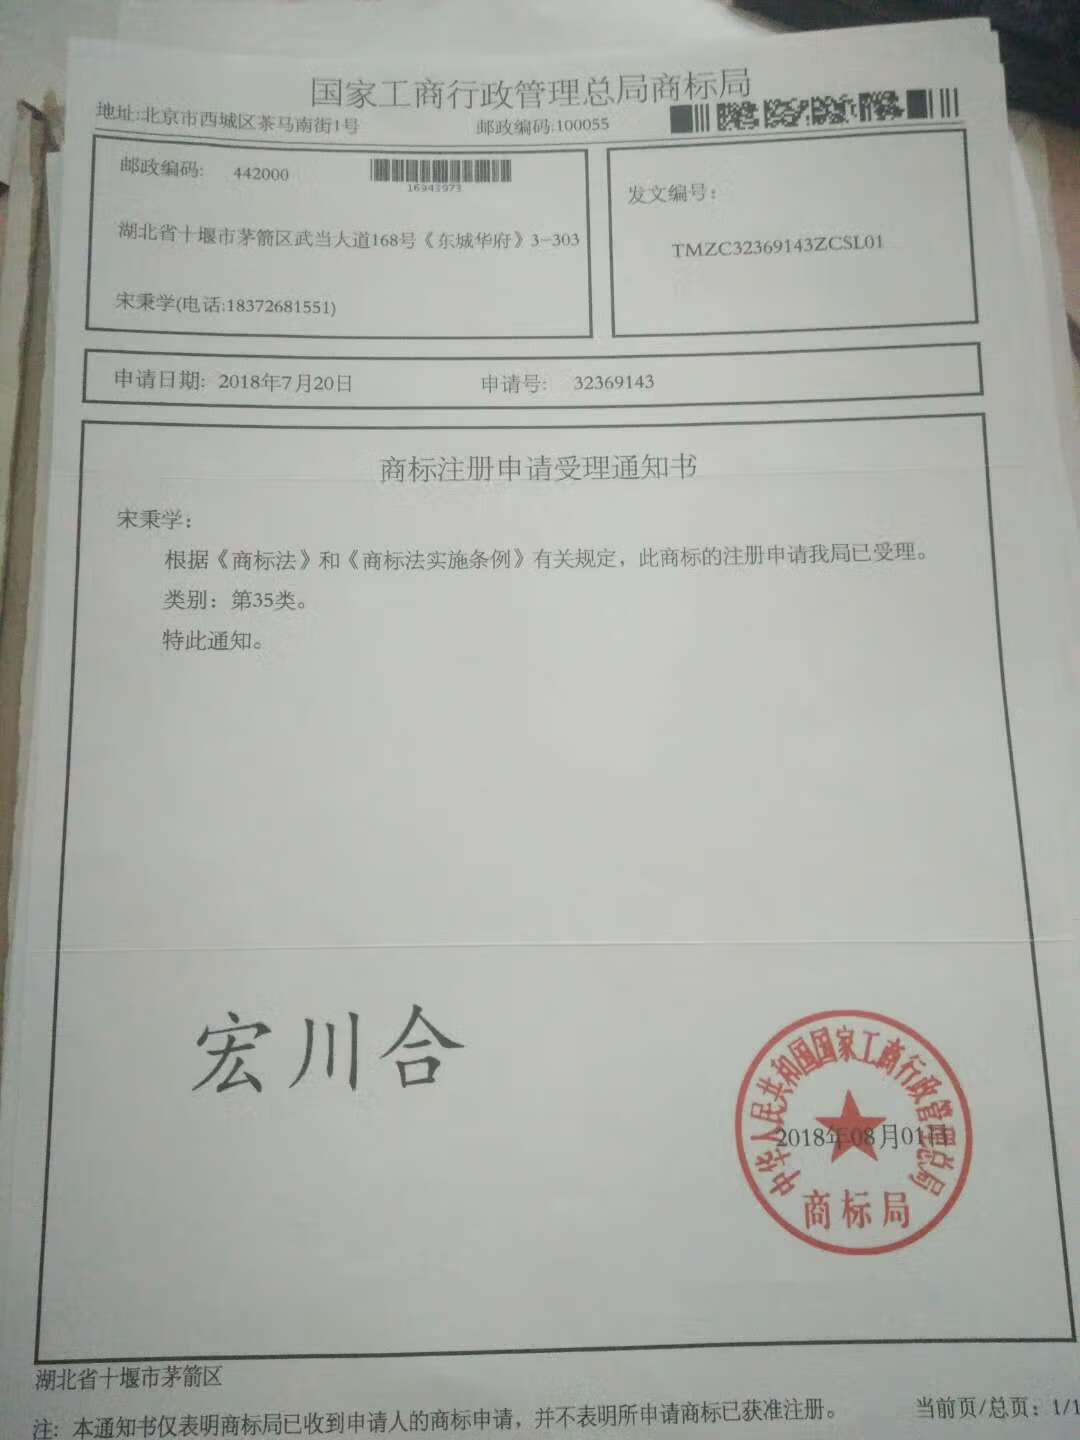 国家工商行政管理总局商标局
地址:北京市西城区茶马南街1号 邮政编码:100055
邮政编码: 442000
16943973
湖北省十堰市茅箭区武当大道168号《东城华府》3-303
宋秉学(电话:18372681551)
发文编号:
TMZC32369143ZCSL01
申请日期: 2018年7月20日 申请号: 32369143
商标注册申请受理通知书
宋秉学:
根据《商标法》和《商标法实施条例》有关规定，此商标的注册申请我局已受理。
类别: 第35类。
特此通知。
宏川合
中华人民共和国国家工商行政管理总局
2018年08月01日
商标局
湖北省十堰市茅箭区
注: 本通知书仅表明商标局已收到申请人的商标申请，并不表明所申请商标已获准注册。 当前页/总页: 1/1